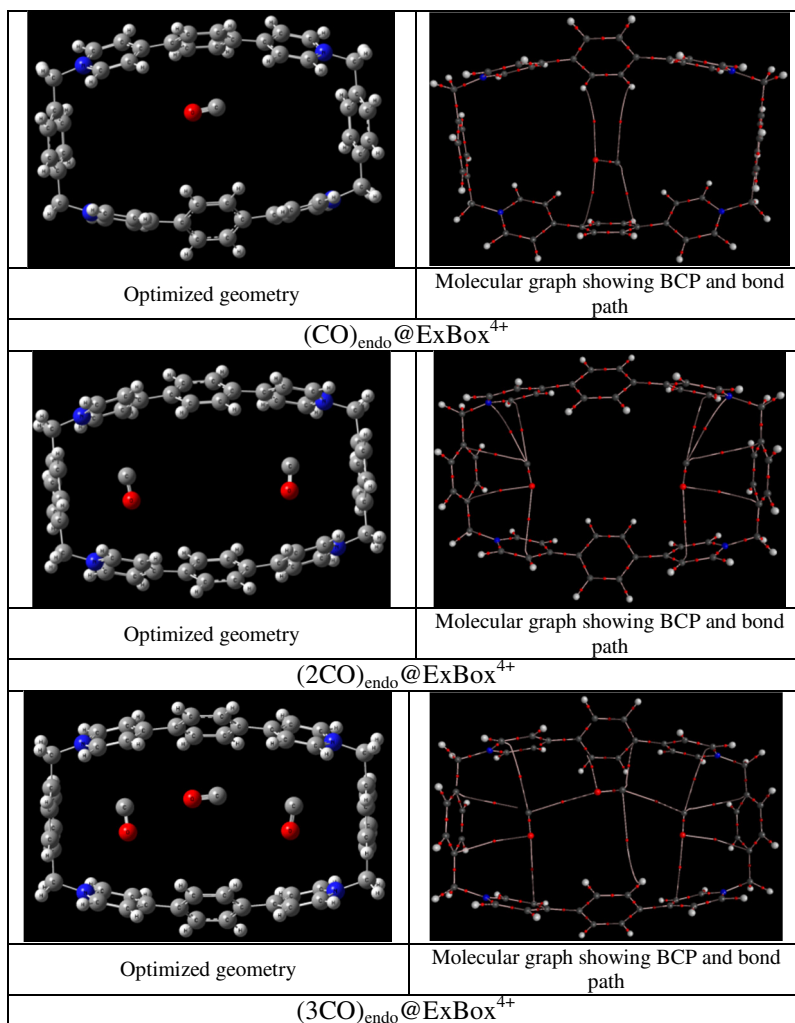 Optimized geometry
Molecular graph showing BCP and bond
path
(CO)endo@ExBox4+
Optimized geometry
Molecular graph showing BCP and bond
path
(2CO)endo@ExBox4+
Optimized geometry
Molecular graph showing BCP and bond
path
(3CO)endo@ExBox4+